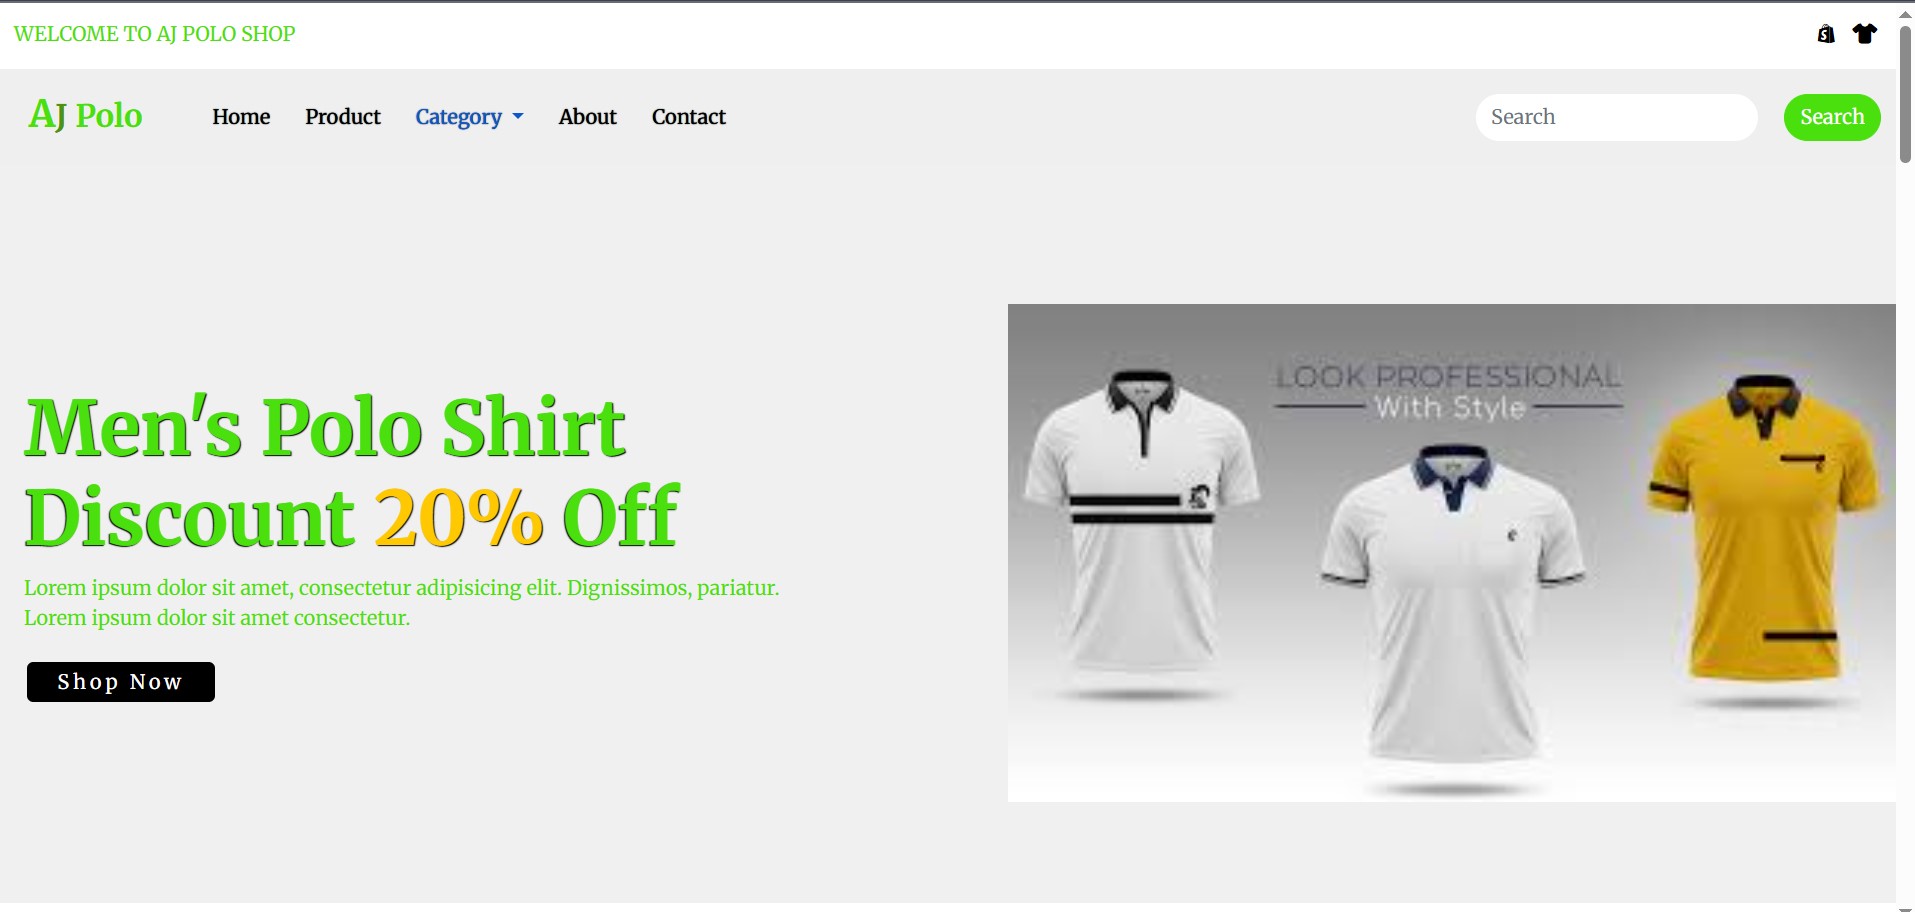 WELCOME TO AJ POLO SHOP
AJ Polo
Home
Product
Category
About
Contact
Search
Search
LOOK PROFESSIONAL
With Style
Men's Polo Shirt
Discount 20% Off
Lorem ipsum dolor sit amet, consectetur adipisicing elit. Dignissimos, pariatur.
Lorem ipsum dolor sit amet consectetur.
Shop Now